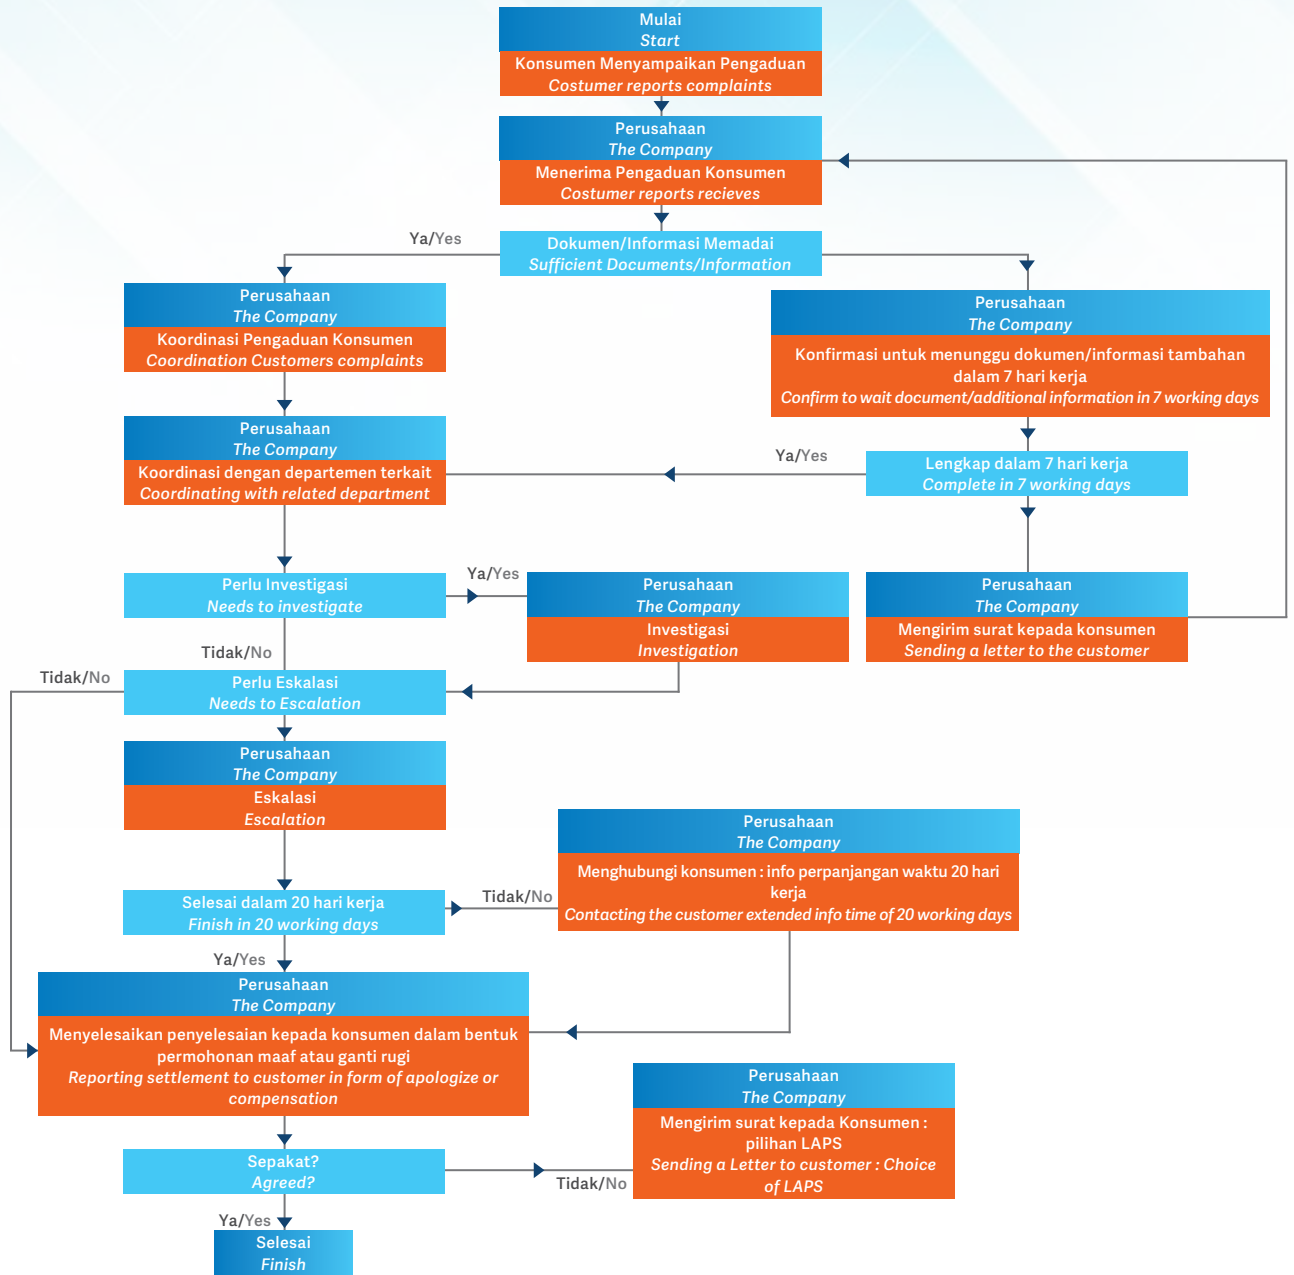 Mulai
Start
Konsumen Menyampaikan Pengaduan
Costumer reports complaints
Perusahaan
The Company
Menerima Pengaduan Konsumen
Costumer reports recieves
Ya/Yes
Dokumen/Informasi Memadai
Sufficient Documents/Information
Perusahaan
The Company
Koordinasi Pengaduan Konsumen
Coordination Customers complaints
Perusahaan
The Company
Konfirmasi untuk menunggu dokumen/informasi tambahan
dalam 7 hari kerja
Confirm to wait document/additional information in 7 working days
Perusahaan
The Company
Koordinasi dengan departemen terkait
Coordinating with related department
Ya/Yes
Lengkap dalam 7 hari kerja
Complete in 7 working days
Perlu Investigasi
Needs to investigate
Ya/Yes
Perusahaan
The Company
Investigasi
Investigation
Perusahaan
The Company
Mengirim surat kepada konsumen
Sending a letter to the customer
Tidak/No
Tidak/No
Perlu Eskalasi
Needs to Escalation
Perusahaan
The Company
Eskalasi
Escalation
Perusahaan
The Company
Menghubungi konsumen : info perpanjangan waktu 20 hari
kerja
Contacting the customer extended info time of 20 working days
Selesai dalam 20 hari kerja
Finish in 20 working days
Tidak/No
Ya/Yes
Perusahaan
The Company
Menyelesaikan penyelesaian kepada konsumen dalam bentuk
permohonan maaf atau ganti rugi
Reporting settlement to customer in form of apologize or
compensation
Perusahaan
The Company
Mengirim surat kepada Konsumen :
pilihan LAPS
Sending a Letter to customer : Choice
of LAPS
Sepakat?
Agreed?
Tidak/No
Ya/Yes
Selesai
Finish